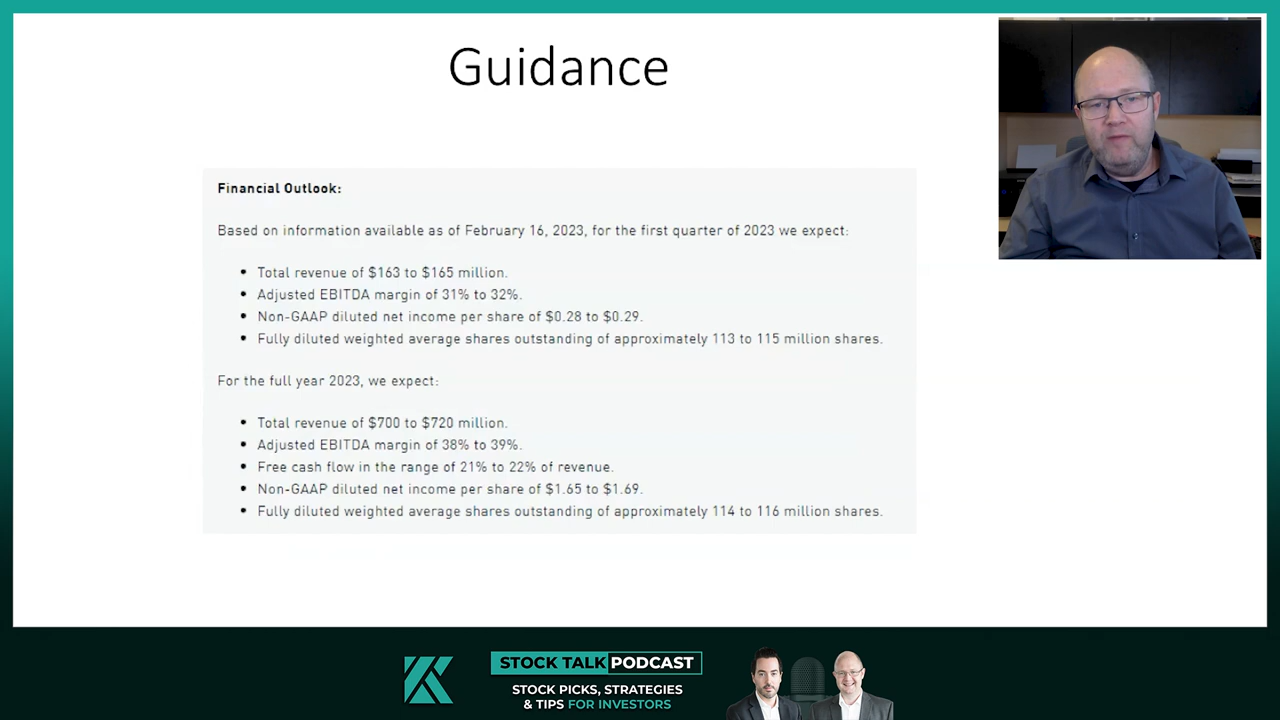 Guidance
Financial Outlook:
Based on information available as of February 16, 2023, for the first quarter of 2023 we expect:
• Total revenue of $163 to $165 million.
• Adjusted EBITDA margin of 31% to 32%.
• Non-GAAP diluted net income per share of $0.28 to $0.29.
• Fully diluted weighted average shares outstanding of approximately 113 to 115 million shares.
For the full year 2023, we expect:
• Total revenue of $700 to $720 million.
• Adjusted EBITDA margin of 38% to 39%.
• Free cash flow in the range of 21% to 22% of revenue.
• Non-GAAP diluted net income per share of $1.65 to $1.69.
• Fully diluted weighted average shares outstanding of approximately 114 to 116 million shares.
STOCK TALK PODCAST
STOCK PICKS, STRATEGIES
& TIPS FOR INVESTORS